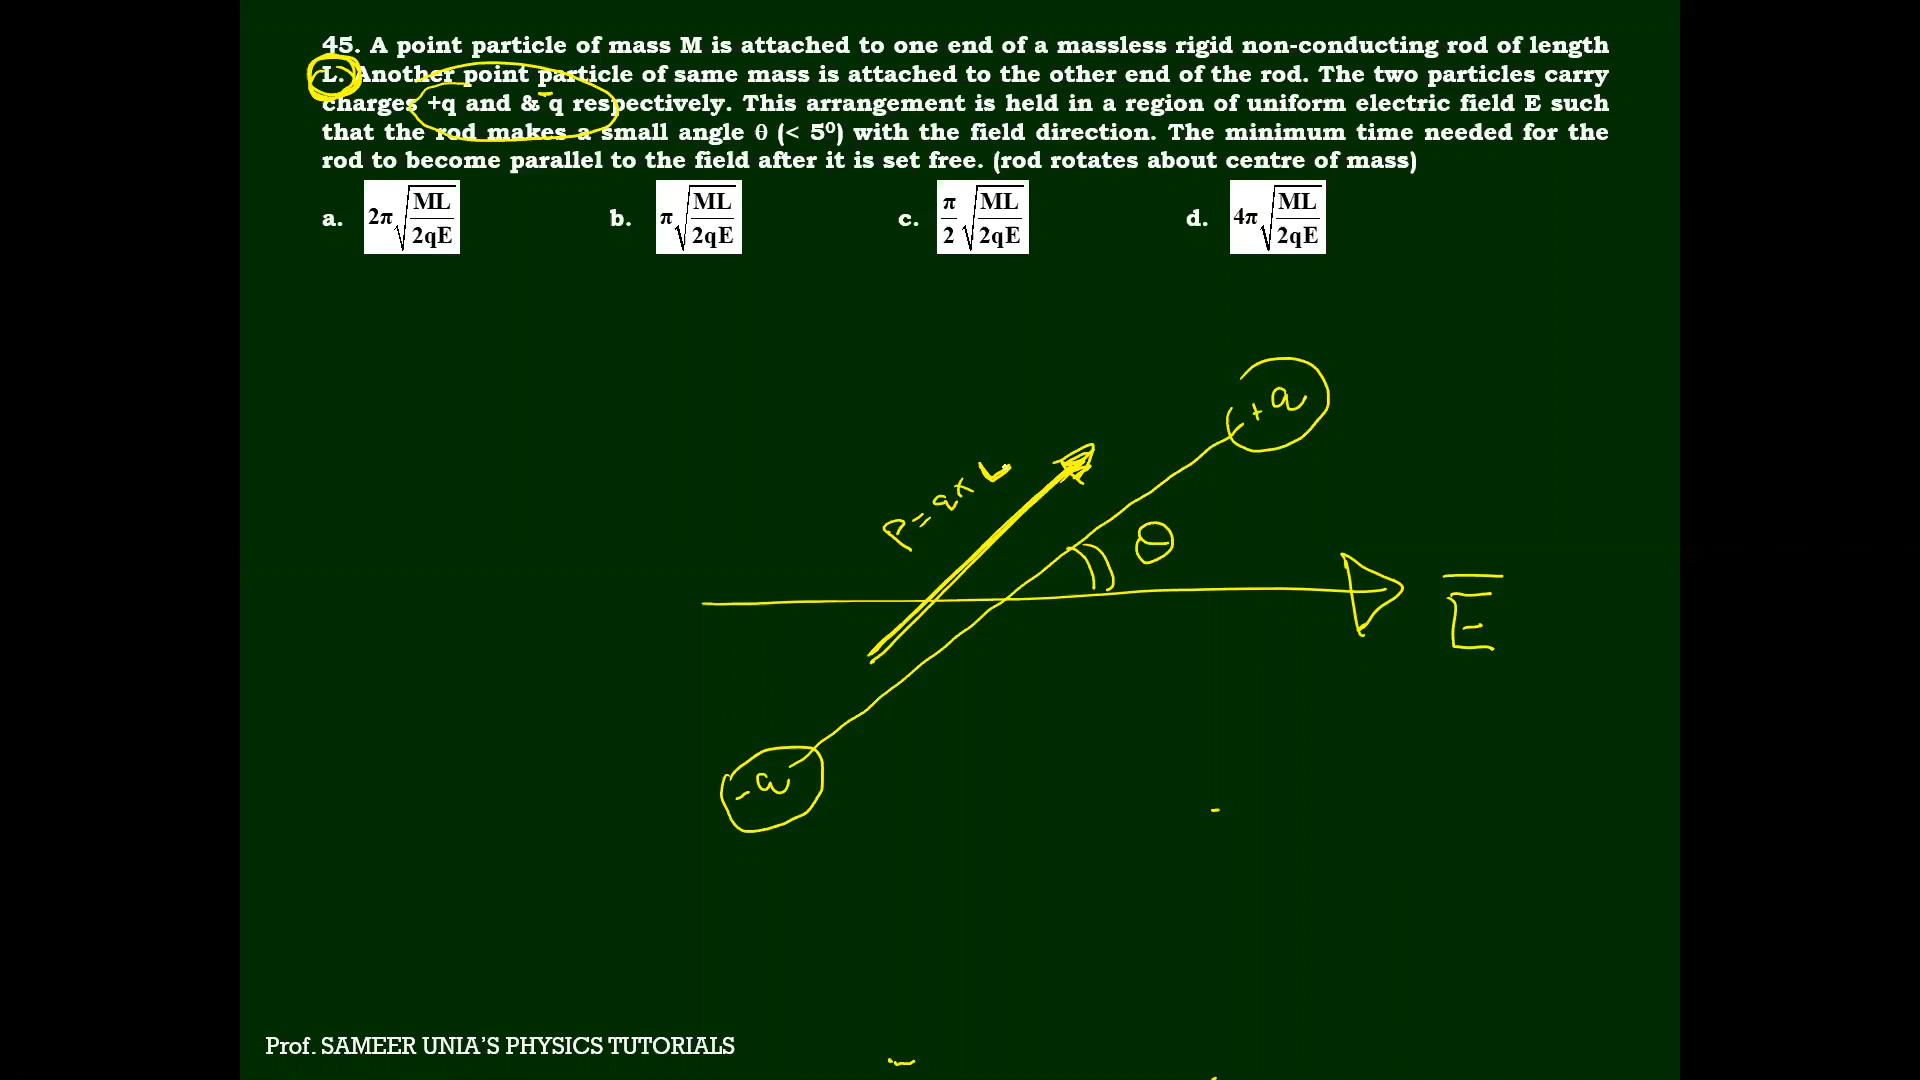 45. A point particle of mass M is attached to one end of a massless rigid non-conducting rod of length
L. Another point particle of same mass is attached to the other end of the rod. The two particles carry
charges +q and & q respectively. This arrangement is held in a region of uniform electric field E such
that the rod makes a small angle θ (< 5⁰) with the field direction. The minimum time needed for the
rod to become parallel to the field after it is set free. (rod rotates about centre of mass)
a. 2π√(ML/2qE) b. π√(ML/2qE) c. π/2 √(ML/2qE) d. 4π√(ML/2qE)
+q
P = q × L
θ
E
-q
Prof. SAMEER UNIA’S PHYSICS TUTORIALS